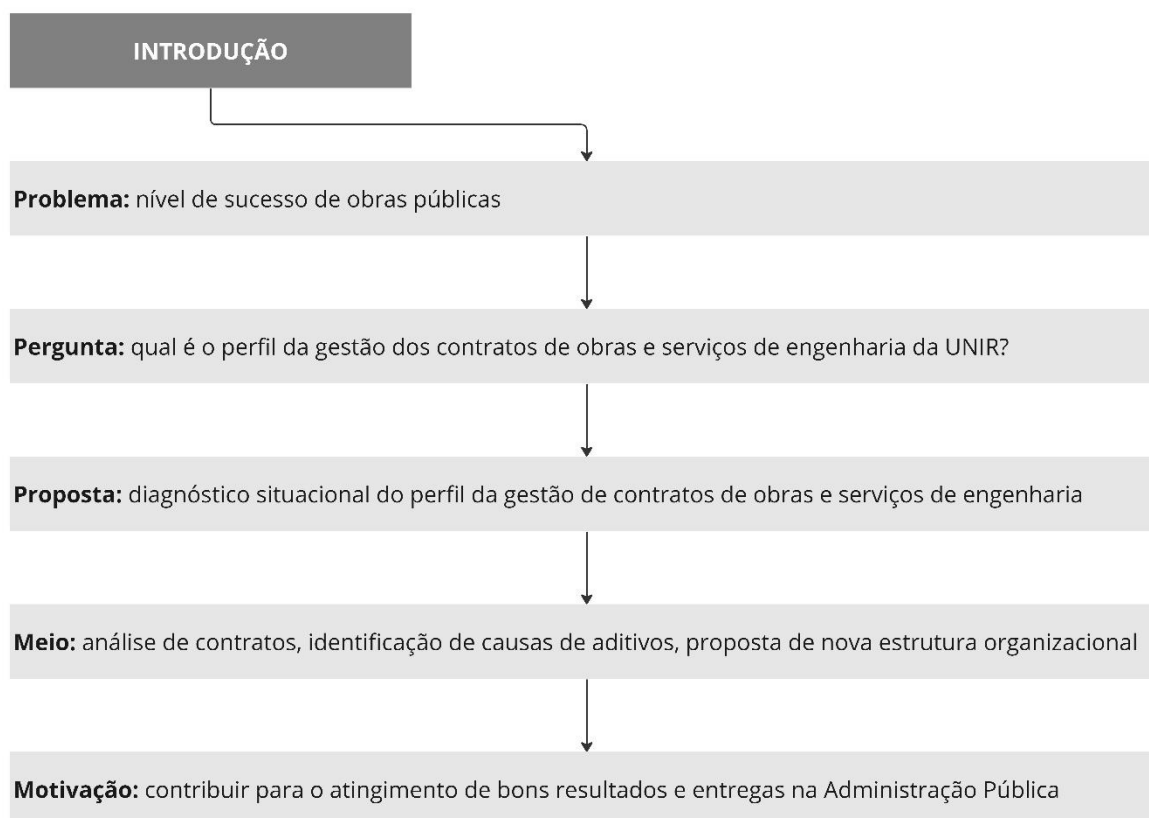 INTRODUÇÃO
Problema: nível de sucesso de obras públicas
Pergunta: qual é o perfil da gestão dos contratos de obras e serviços de engenharia da UNIR?
Proposta: diagnóstico situacional do perfil da gestão de contratos de obras e serviços de engenharia
Meio: análise de contratos, identificação de causas de aditivos, proposta de nova estrutura organizacional
Motivação: contribuir para o atingimento de bons resultados e entregas na Administração Pública